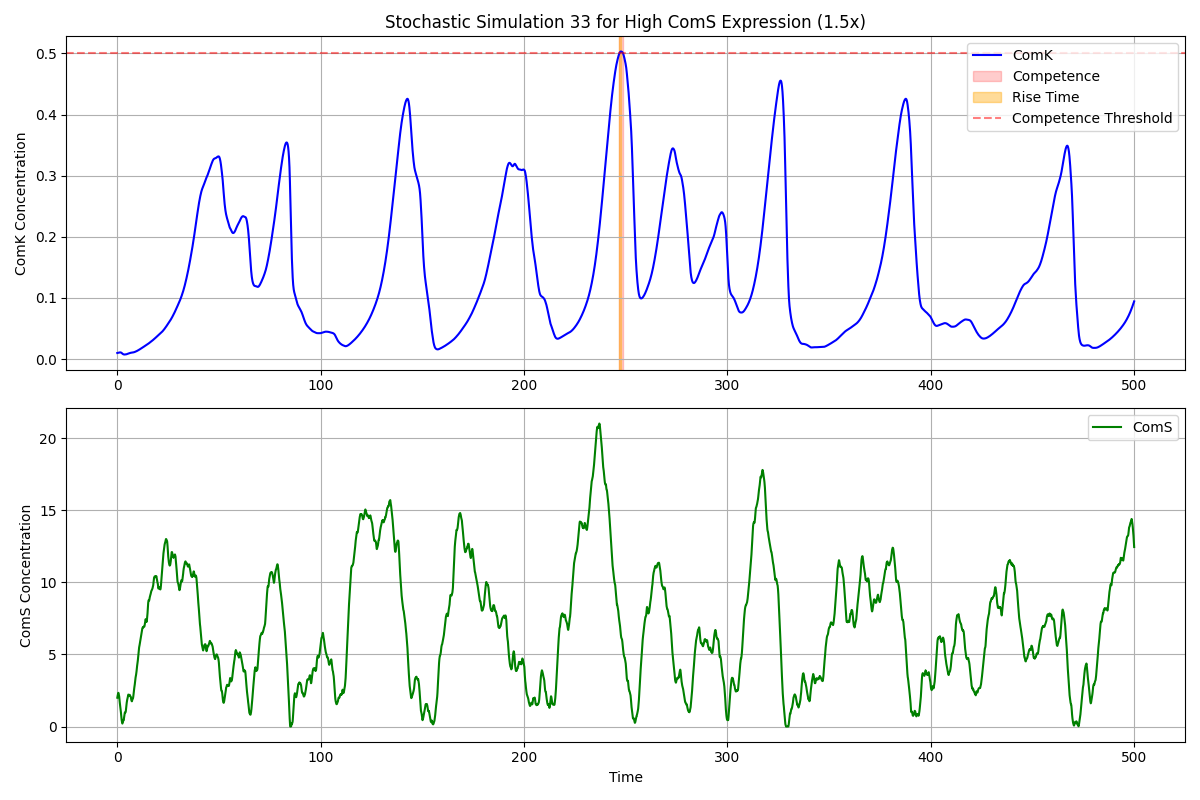 Stochastic Simulation 33 for High ComS Expression (1.5x)
ComK Concentration
0.5
0.4
0.3
0.2
0.1
0.0
ComK
Competence
Rise Time
Competence Threshold
0 100 200 300 400 500
ComS Concentration
20
15
10
5
0
ComS
0 100 200 300 400 500
Time